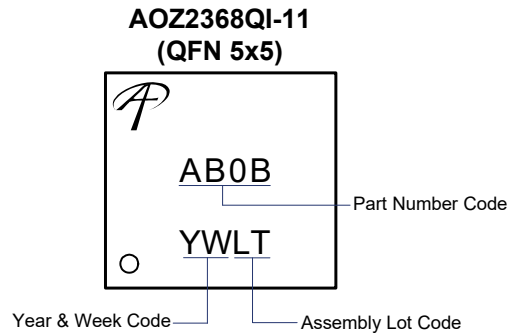 AOZ2368QI-11
(QFN 5x5)
AB0B
Part Number Code
YWLT
Year & Week Code
Assembly Lot Code